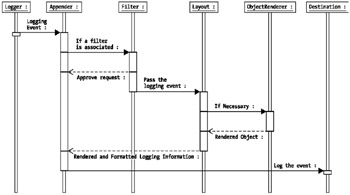 Logger :
Appender :
Filter :
Layout :
ObjectRenderer :
Destination :
Logging
Event :
If a filter
is associated :
Approve request :
Pass the
logging event :
If Necessary :
Rendered Object :
Rendered and Formatted Logging Information :
Log the event :